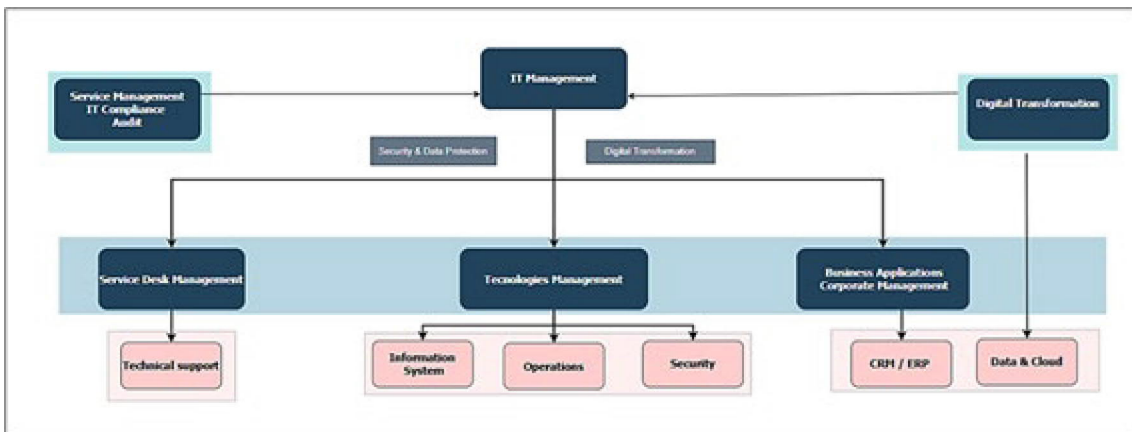 IT Management
Service Management
IT Compliance
Audit
Digital Transformation
Security & Data Protection
Digital Transformation
Service Desk Management
Tecnologies Management
Business Applications
Corporate Management
Technical support
Information
System
Operations
Security
CRM / ERP
Data & Cloud